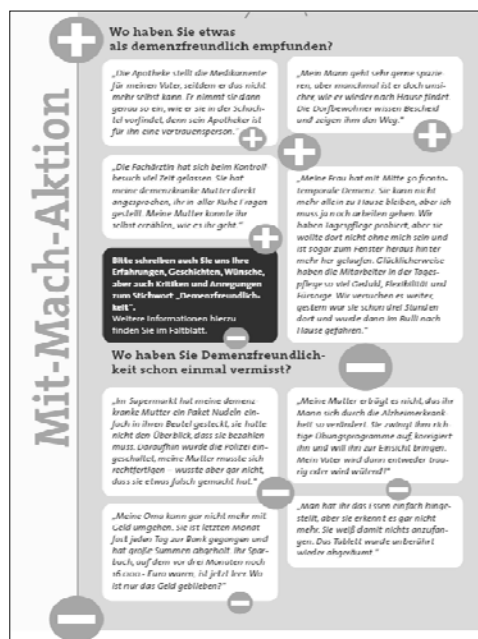 Mit-Mach-Aktion
Wo haben Sie etwas
als demenzfreundlich empfunden?
„Die Apotheke stellt die Medikamente
für meinen Vater, seitdem er das nicht
mehr selbst kann. Er nimmt sie dann
genau so ein, wie er sie in der Schach-
tel vorfindet, denn sein Apotheker ist
für ihn eine Vertrauensperson."
„Die Fachärztin hat sich beim Kontroll-
besuch viel Zeit gelassen. Sie hat
meine demenzkranke Mutter direkt
angesprochen, ihr in aller Ruhe Fragen
gestellt. Meine Mutter konnte ihr
selbst erzählen, wie es ihr geht."
Bitte schreiben auch Sie uns Ihre
Erfahrungen, Geschichten, Wünsche,
aber auch Kritiken und Anregungen
zum Stichwort „Demenzfreundlich-
keit".
Weitere Informationen hierzu
finden Sie im Faltblatt.
„Mein Mann geht sehr gerne spazie-
ren, aber manchmal ist er doch unsi-
cher, wie er wieder nach Hause findet.
Die Dorfbewohner wissen Bescheid
und zeigen ihm den Weg."
„Meine Frau hat mit Mitte 50 fronto-
temporale Demenz. Sie kann nicht
mehr allein zu Hause bleiben, aber ich
muss ja noch arbeiten gehen. Wir
haben Tagespflege probiert, aber sie
wollte dort nicht ohne mich sein und
ist sogar zum Fenster heraus hinter
mir her gelaufen. Glücklicherweise
haben die Mitarbeiter in der Tages-
pflege so viel Geduld, Flexibilität und
Fürsorge. Wir versuchen es weiter,
gestern war sie schon drei Stunden
dort und wurde dann im Bulli nach
Hause gefahren."
Wo haben Sie Demenzfreundlich-
keit schon einmal vermisst?
„Im Supermarkt hat meine demenz-
kranke Mutter ein Paket Nudeln ein-
fach in ihren Beutel gesteckt, sie hatte
nicht den Überblick, dass sie bezahlen
muss. Daraufhin wurde die Polizei ein-
geschaltet, meine Mutter musste sich
rechtfertigen – wusste aber gar nicht,
dass sie etwas falsch gemacht hat."
„Meine Oma kann gar nicht mehr mit
Geld umgehen. Sie ist letzten Monat
fast jeden Tag zur Bank gegangen und
hat große Summen abgeholt. Ihr Spar-
buch, auf dem vor drei Monaten noch
16.000.- Euro waren, ist jetzt leer. Wo
ist nur das Geld geblieben?"
„Meine Mutter erträgt es nicht, das ihr
Mann sich durch die Alzheimerkrank-
heit so verändert. Sie zwingt ihm rich-
tige Übungsprogramme auf, korrigiert
ihn und will ihn zur Einsicht bringen.
Mein Vater wird dann entweder trau-
rig oder wird wütend!"
„Man hat ihr das Essen einfach hinge-
stellt, aber sie erkennt es gar nicht
mehr. Sie weiß damit nichts anzufan-
gen. Das Tablett wurde unberührt
wieder abgeräumt."